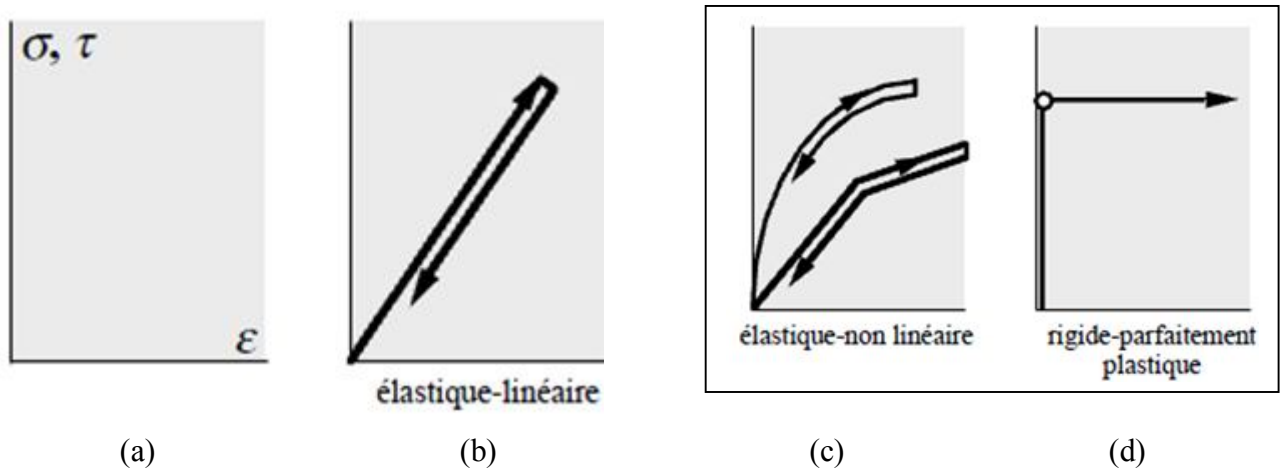 σ, τ
ε
élastique-linéaire
élastique-non linéaire
rigide-parfaitement
plastique
(a)
(b)
(c)
(d)